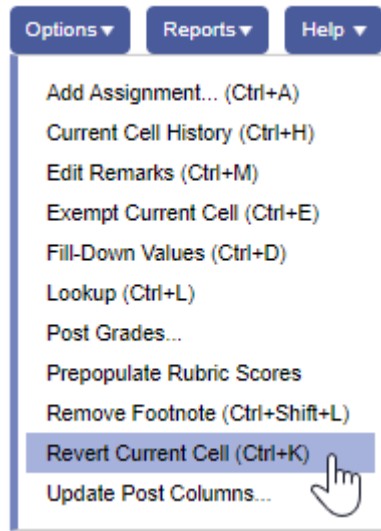 Options▼ Reports▼ Help ▼
Add Assignment... (Ctrl+A)
Current Cell History (Ctrl+H)
Edit Remarks (Ctrl+M)
Exempt Current Cell (Ctrl+E)
Fill-Down Values (Ctrl+D)
Lookup (Ctrl+L)
Post Grades...
Prepopulate Rubric Scores
Remove Footnote (Ctrl+Shift+L)
Revert Current Cell (Ctrl+K)
Update Post Columns...